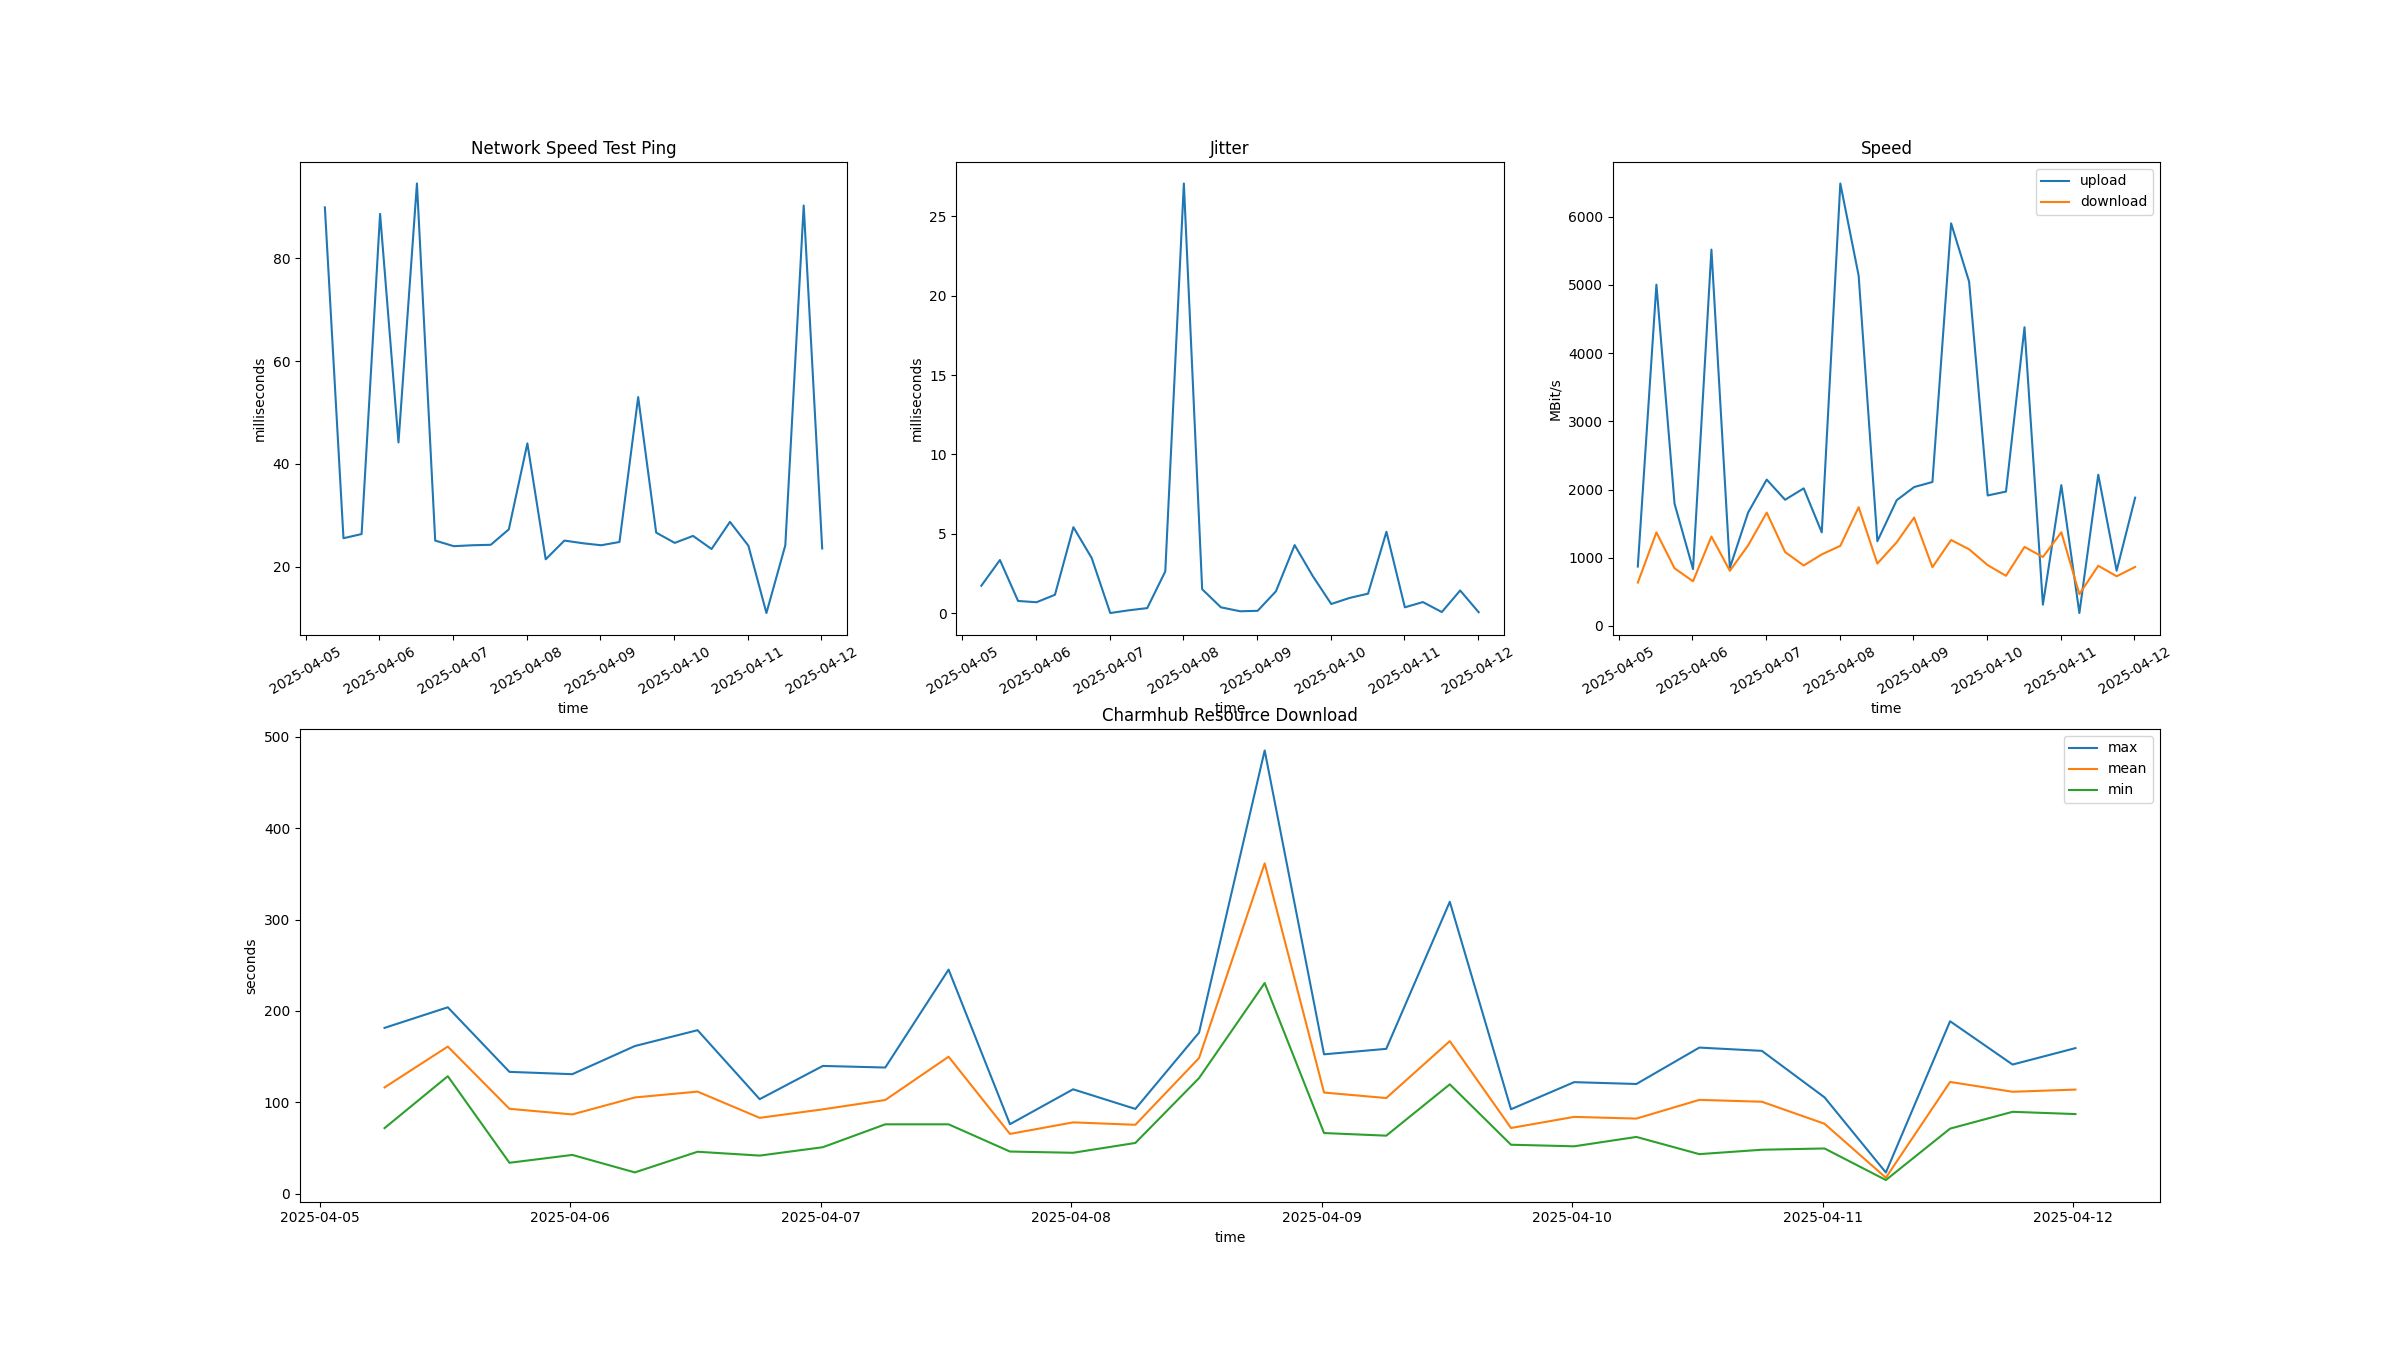 Network Speed Test Ping
milliseconds
80
60
40
20
2025-04-05 2025-04-06 2025-04-07 2025-04-08 2025-04-09 2025-04-10 2025-04-11 2025-04-12
time
Jitter
milliseconds
25
20
15
10
5
0
2025-04-05 2025-04-06 2025-04-07 2025-04-08 2025-04-09 2025-04-10 2025-04-11 2025-04-12
time
Speed
upload
download
MBit/s
6000
5000
4000
3000
2000
1000
0
2025-04-05 2025-04-06 2025-04-07 2025-04-08 2025-04-09 2025-04-10 2025-04-11 2025-04-12
time
Charmhub Resource Download
max
mean
min
seconds
500
400
300
200
100
0
2025-04-05 2025-04-06 2025-04-07 2025-04-08 2025-04-09 2025-04-10 2025-04-11 2025-04-12
time